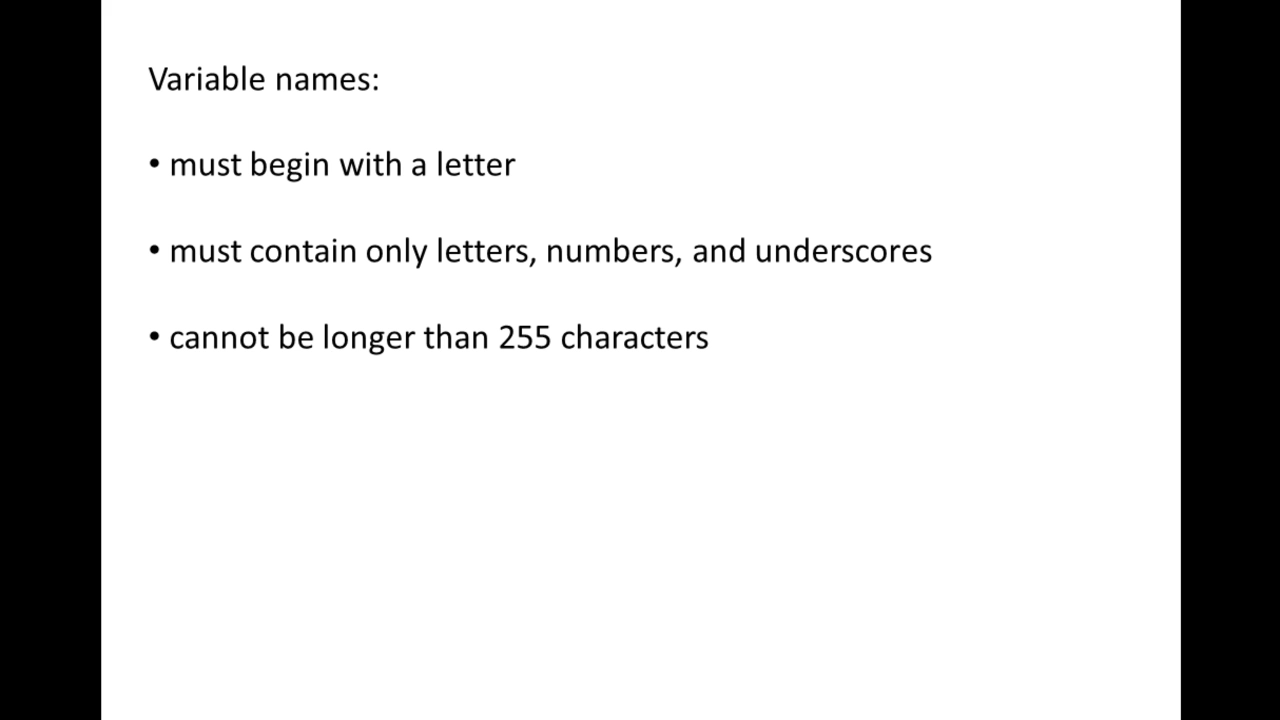 Variable names:
• must begin with a letter
• must contain only letters, numbers, and underscores
• cannot be longer than 255 characters